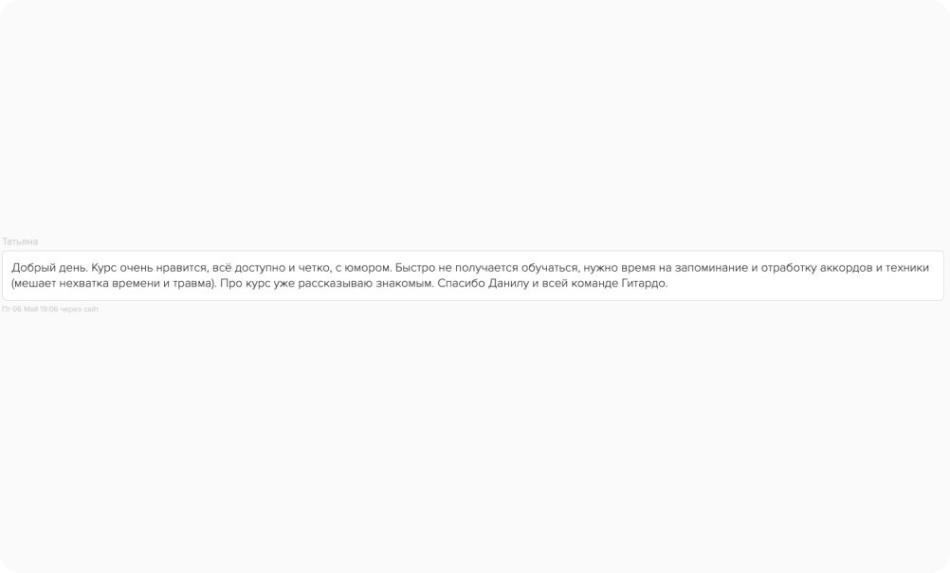 Татьяна
Добрый день. Курс очень нравится, всё доступно и четко, с юмором. Быстро не получается обучаться, нужно время на запоминание и отработку аккордов и техники
(мешает нехватка времени и травма). Про курс уже рассказываю знакомым. Спасибо Данилу и всей команде Гитардо.
Пт 06 Май 19:06 через сайт